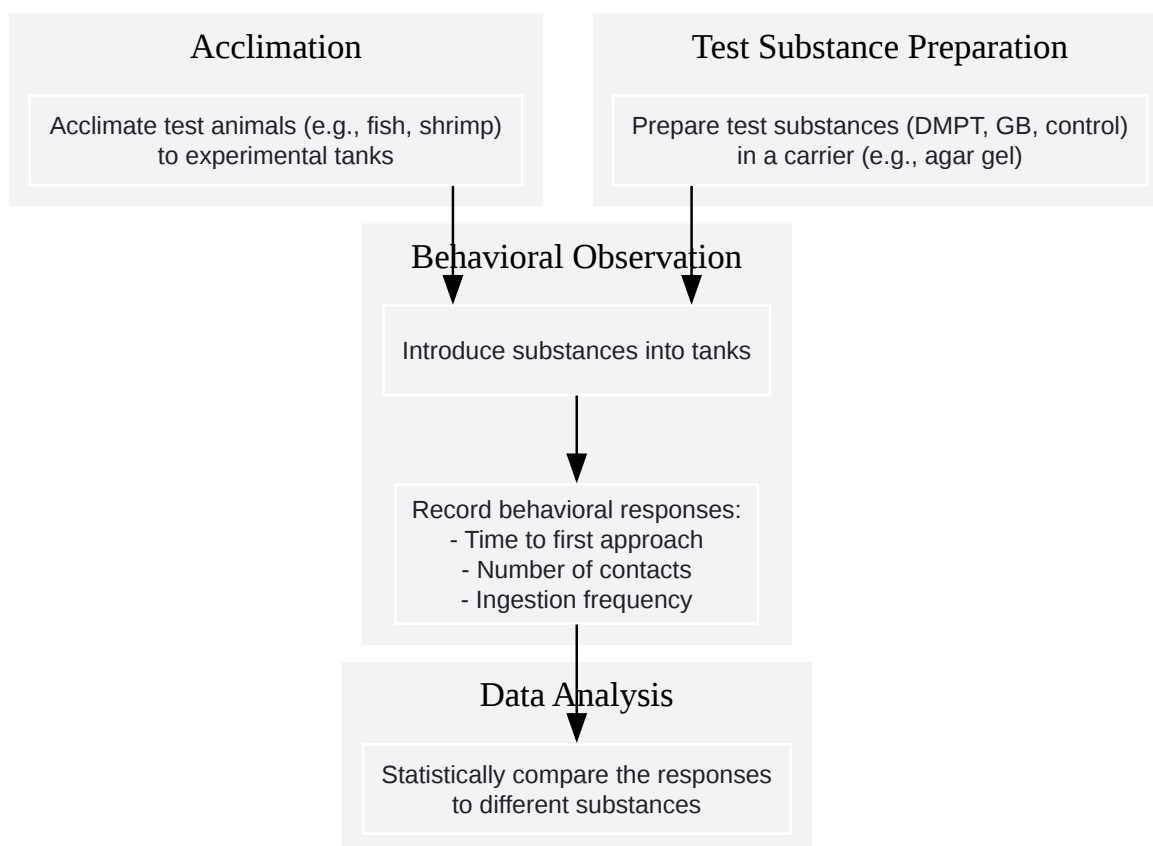 Acclimation
Acclimate test animals (e.g., fish, shrimp)
to experimental tanks
Test Substance Preparation
Prepare test substances (DMPT, GB, control)
in a carrier (e.g., agar gel)
Behavioral Observation
Introduce substances into tanks
Record behavioral responses:
- Time to first approach
- Number of contacts
- Ingestion frequency
Data Analysis
Statistically compare the responses
to different substances